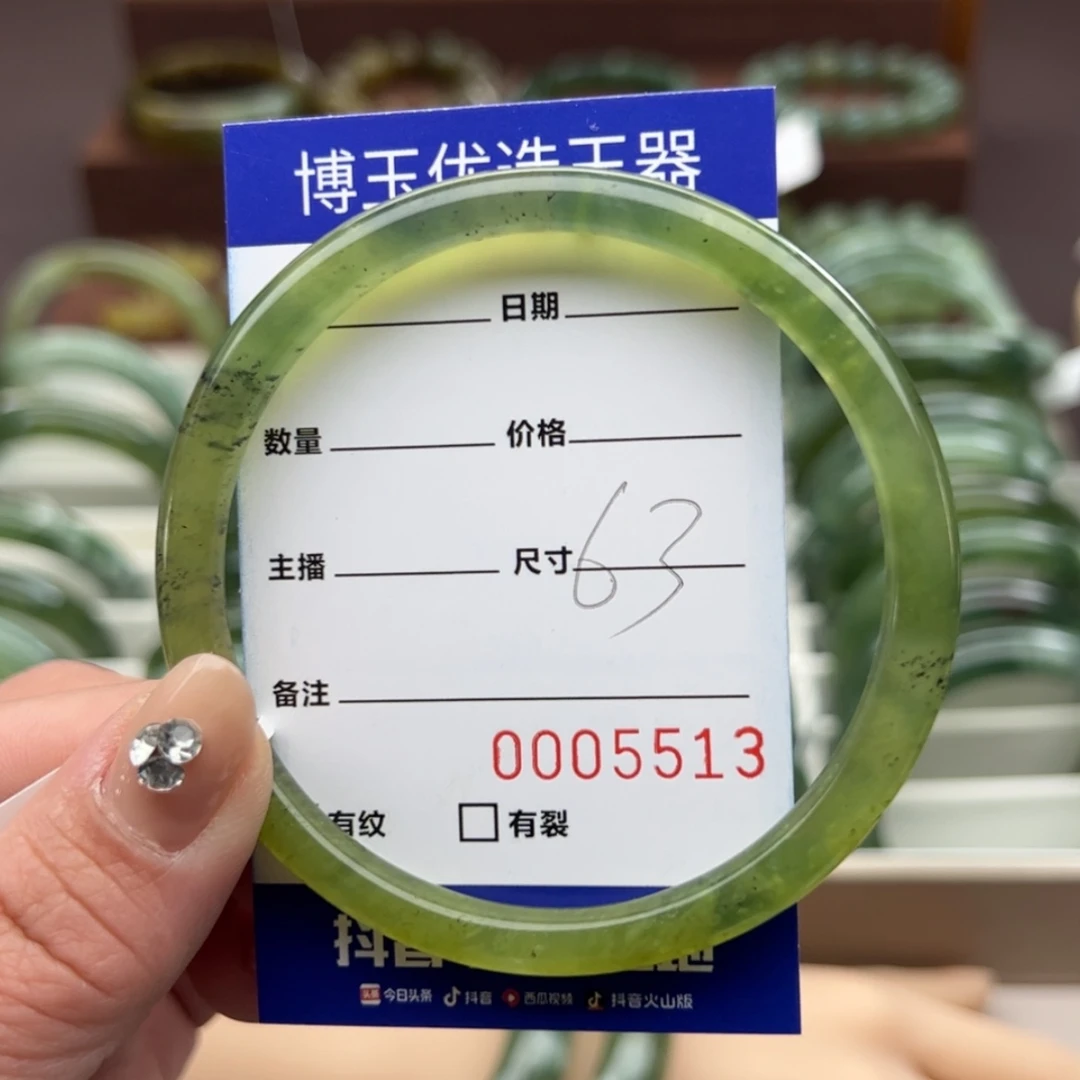 博玉优选玉器
日期
数量 价格
主播 尺寸 63
备注
0005513
有纹 有裂
抖音
今日头条 抖音 西瓜视频 抖音火山版